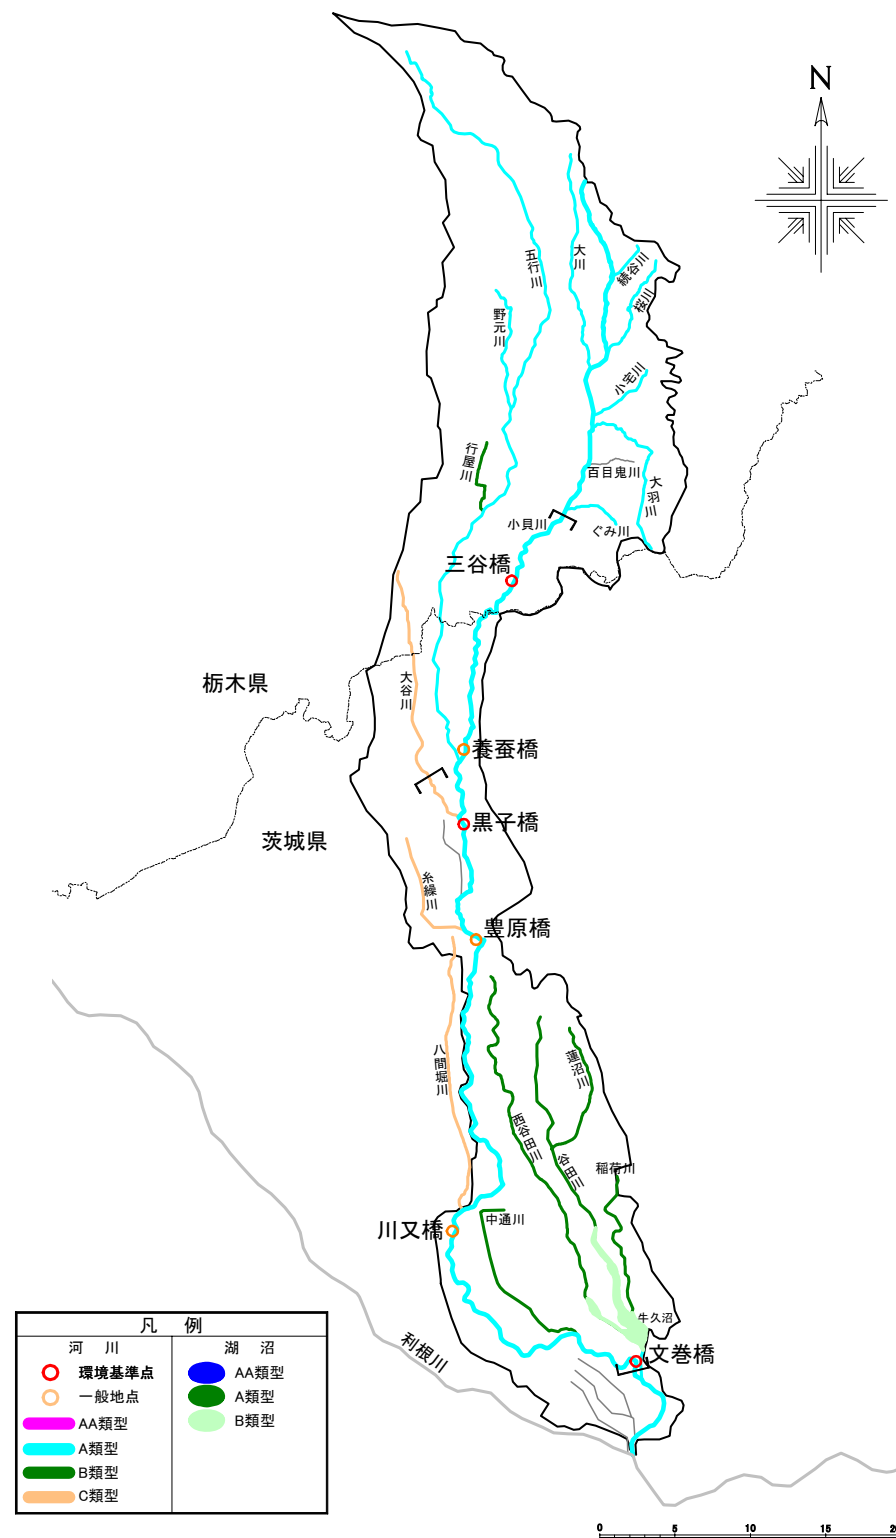 N
五行川
大川
続谷川
桜川
野元川
小宅川
行屋川
百目鬼川
大羽川
小貝川
ぐみ川
三谷橋
栃木県
大谷川
養蚕橋
茨城県
黒子橋
糸繰川
豊原橋
八間堀川
蓮沼川
西谷田川
谷田川
稲荷川
川又橋
中通川
牛久沼
利根川
文巻橋
凡 例
河 川
湖 沼
環境基準点
一般地点
AA類型
A類型
B類型
C類型
AA類型
A類型
B類型
0 5 10 15